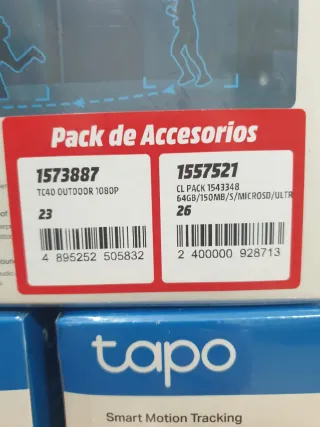 Pack de Accesorios
1573887
TC40 OUTDOOR 1080P
23
4 895252 505832
1557521
CL PACK 1543348
64GB/150MB/S/MICROSD/ULTR
26
2 400000 928713
tapo
Smart Motion Tracking